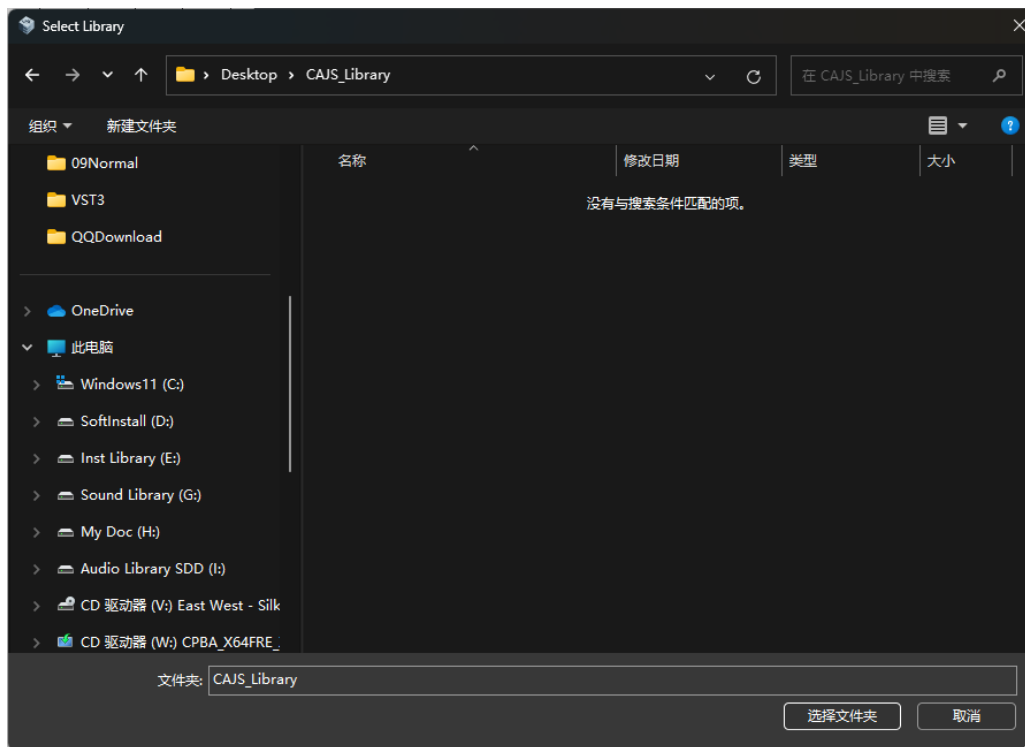 Select Library
Desktop › CAJS_Library
在 CAJS_Library 中搜索
组织 新建文件夹
名称 修改日期 类型 大小
没有与搜索条件匹配的项。
09Normal
VST3
QQDownload
OneDrive
此电脑
Windows11 (C:)
SoftInstall (D:)
Inst Library (E:)
Sound Library (G:)
My Doc (H:)
Audio Library SDD (I:)
CD 驱动器 (V:) East West - Silk
CD 驱动器 (W:) CPBA_X64FRE_
文件夹: CAJS_Library
选择文件夹 取消